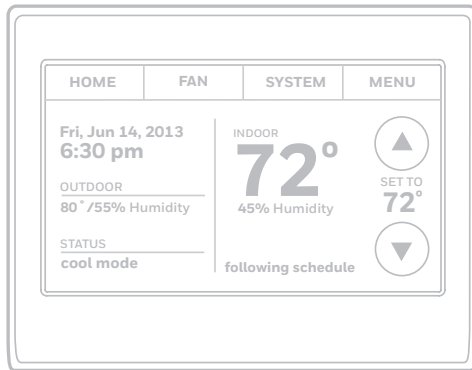 HOME FAN SYSTEM MENU
Fri, Jun 14, 2013
6:30 pm
OUTDOOR
80°/55% Humidity
STATUS
cool mode
INDOOR
72°
45% Humidity
following schedule
SET TO
72°